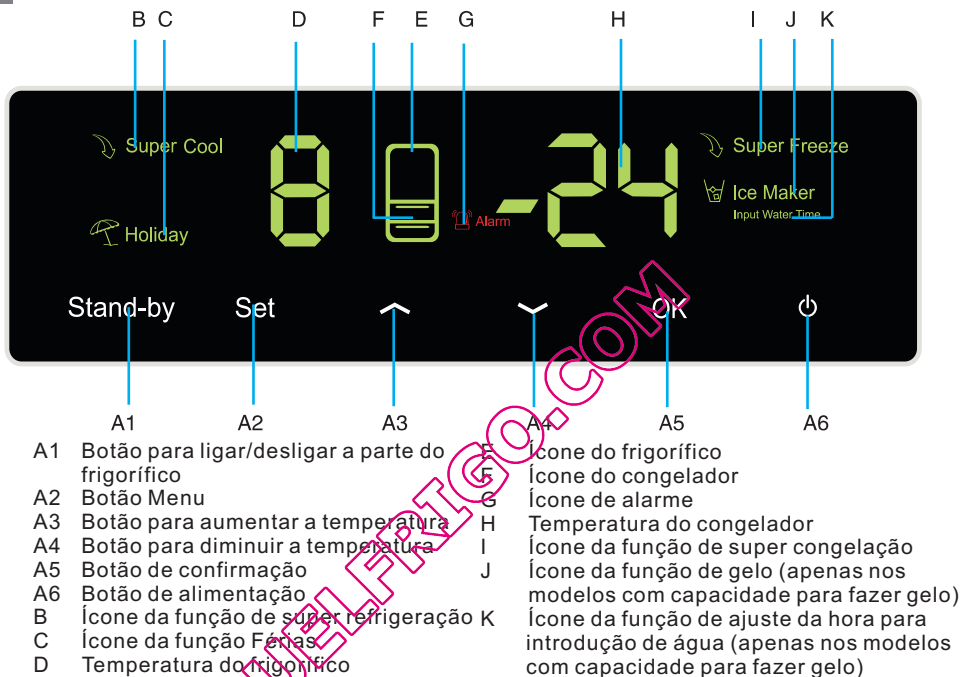 B C D F E G H I J K
Super Cool
8
-24
Super Freeze
Alarm
Ice Maker
Input Water Time
Holiday
Stand-by Set OK
A1 A2 A3 A4 A5 A6
A1 Botão para ligar/desligar a parte do
frigorífico
A2 Botão Menu
A3 Botão para aumentar a temperatura
A4 Botão para diminuir a temperatura
A5 Botão de confirmação
A6 Botão de alimentação
B Ícone da função de super refrigeração
C Ícone da função Férias
D Temperatura do frigorífico
E Ícone do frigorífico
F Ícone do congelador
G Ícone de alarme
H Temperatura do congelador
I Ícone da função de super congelação
J Ícone da função de gelo (apenas nos
modelos com capacidade para fazer gelo)
K Ícone da função de ajuste da hora para
introdução de água (apenas nos modelos
com capacidade para fazer gelo)